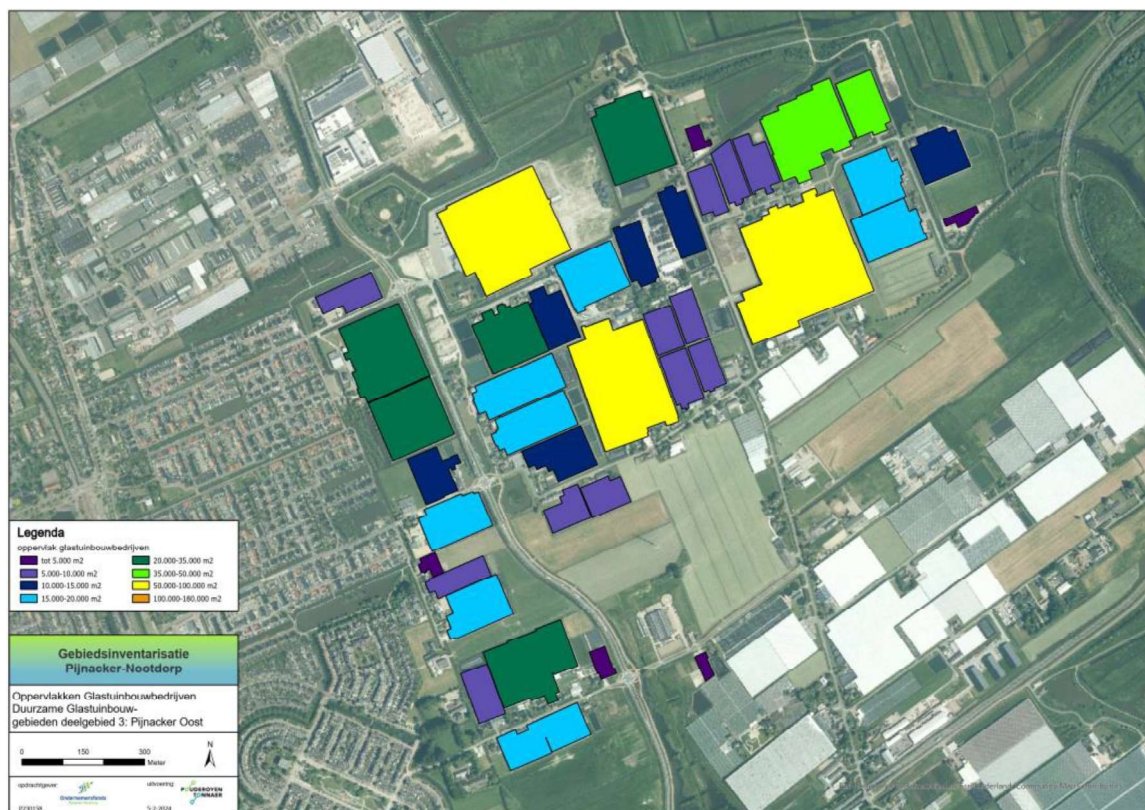 Legenda
oppervlak glastuinbouwbedrijven
tot 5.000 m2
5.000-10.000 m2
10.000-15.000 m2
15.000-20.000 m2
20.000-35.000 m2
35.000-50.000 m2
50.000-100.000 m2
100.000-180.000 m2
Gebiedsinventarisatie
Pijnacker-Nootdorp
Oppervlakken Glastuinbouwbedrijven
Duurzame Glastuinbouw-
gebieden deelgebied 3: Pijnacker Oost
0 150 300
Meter
N
opdrachtgever:
Ondernemersfonds
uitvoering:
POUDEROYEN
TONNAER
5-2-2024